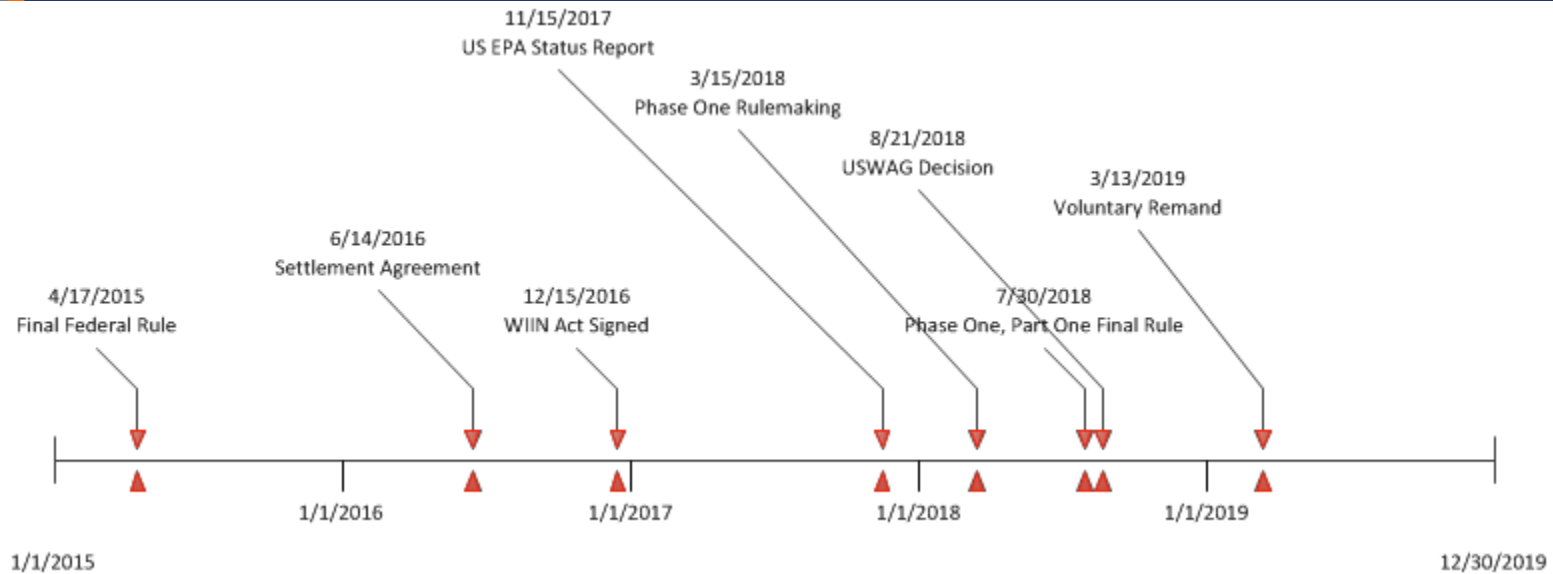 11/15/2017
US EPA Status Report
3/15/2018
Phase One Rulemaking
8/21/2018
USWAG Decision
3/13/2019
Voluntary Remand
6/14/2016
Settlement Agreement
4/17/2015
Final Federal Rule
12/15/2016
WIIN Act Signed
7/30/2018
Phase One, Part One Final Rule
1/1/2016
1/1/2017
1/1/2018
1/1/2019
1/1/2015
12/30/2019